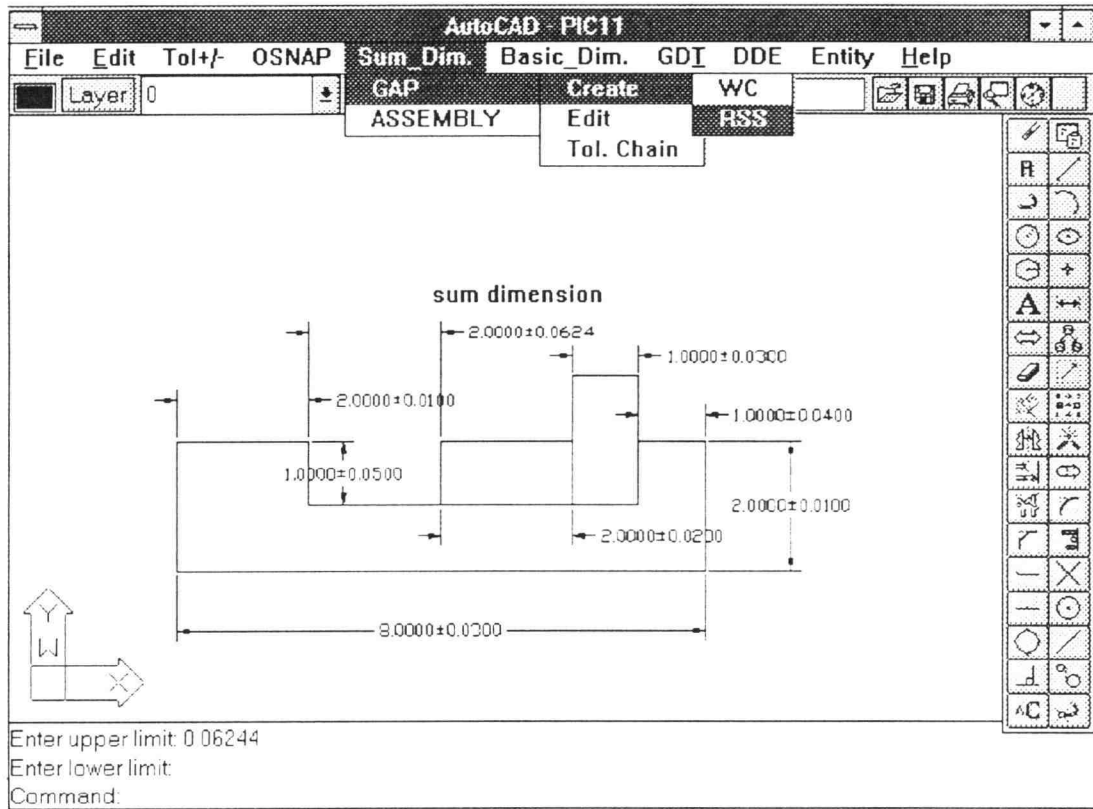 AutoCAD - PIC11
File Edit Tol+/- OSNAP Sum_Dim. Basic_Dim. GDT DDE Entity Help
Layer 0
GAP Create WC
ASSEMBLY Edit RSS
Tol. Chain
R
A
AC
sum dimension
2.0000±0.0624
1.0000±0.0300
2.0000±0.0100
1.0000±0.0400
1.0000±0.0500
2.0000±0.0100
2.0000±0.0200
8.0000±0.0300
Y
W
X
Enter upper limit: 0.06244
Enter lower limit:
Command: